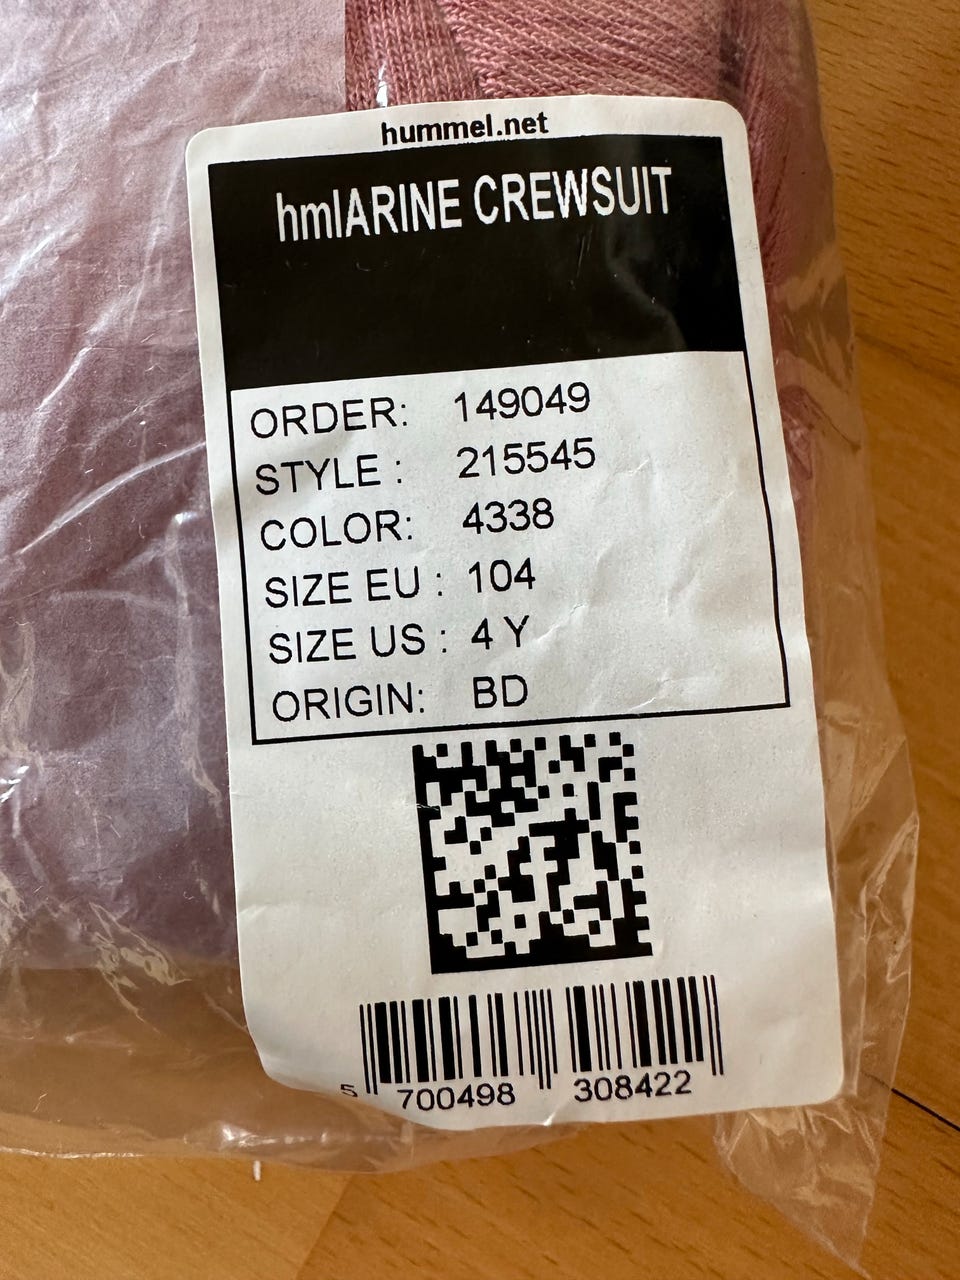 hummel.net
hmlARINE CREWSUIT
ORDER: 149049
STYLE : 215545
COLOR: 4338
SIZE EU : 104
SIZE US : 4 Y
ORIGIN: BD
5 700498 308422